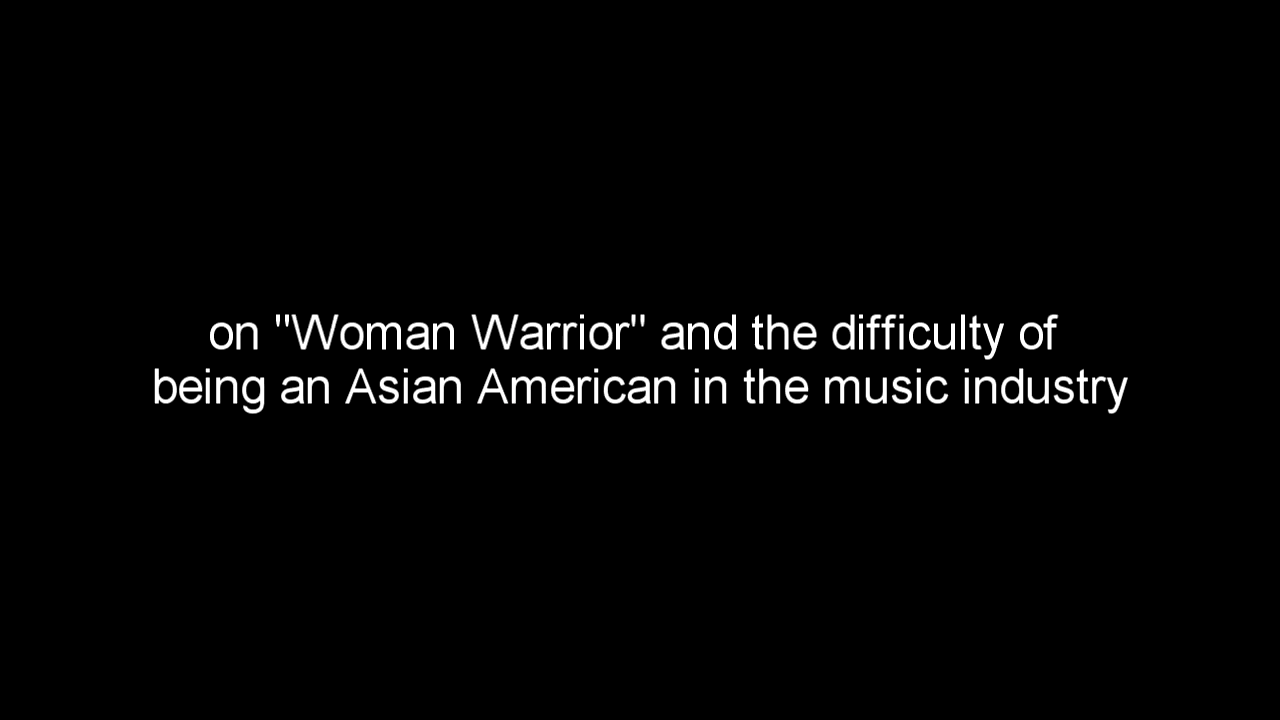 on "Woman Warrior" and the difficulty of
being an Asian American in the music industry